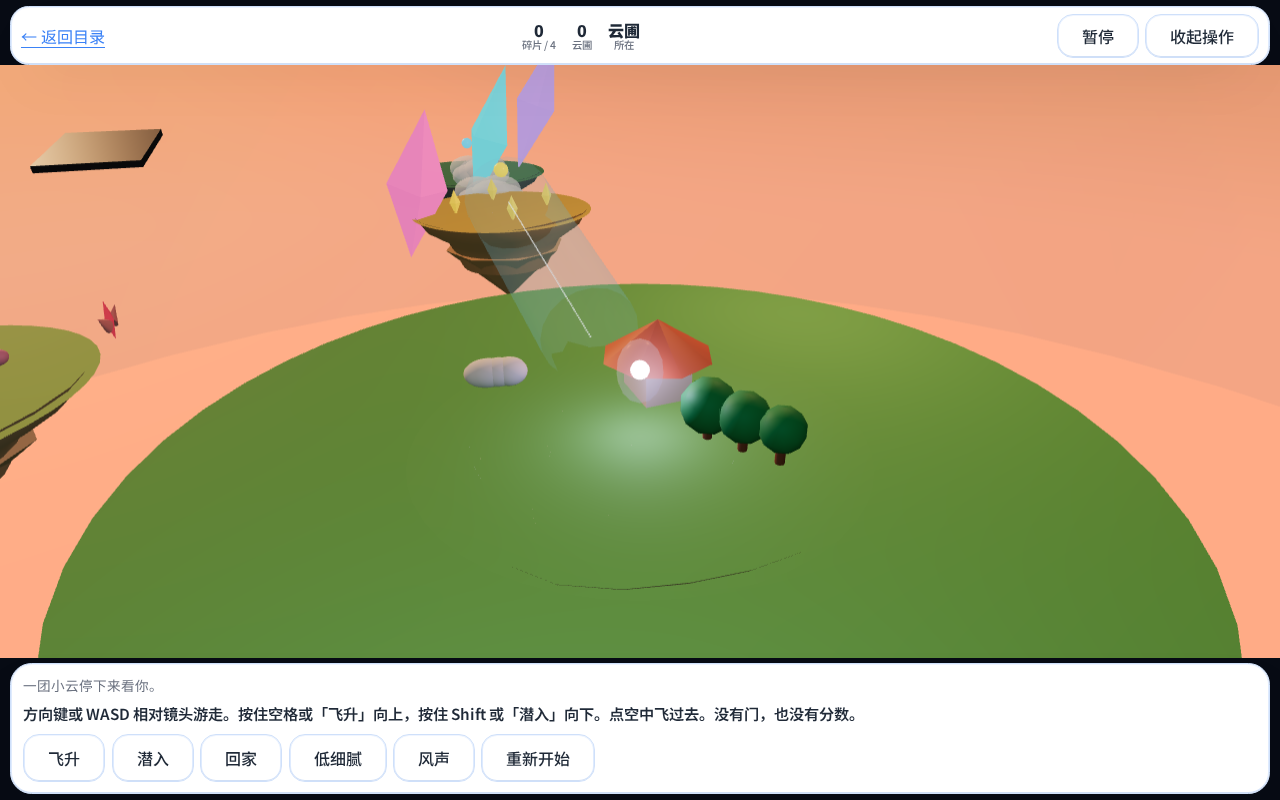 ← 返回目录
0 0 云圃
碎片 / 4 云圃 所在
暂停 收起操作
一团小云停下来看你。
方向键或 WASD 相对镜头游走。按住空格或「飞升」向上，按住 Shift 或「潜入」向下。点空中飞过去。没有门，也没有分数。
飞升 潜入 回家 低细腻 风声 重新开始